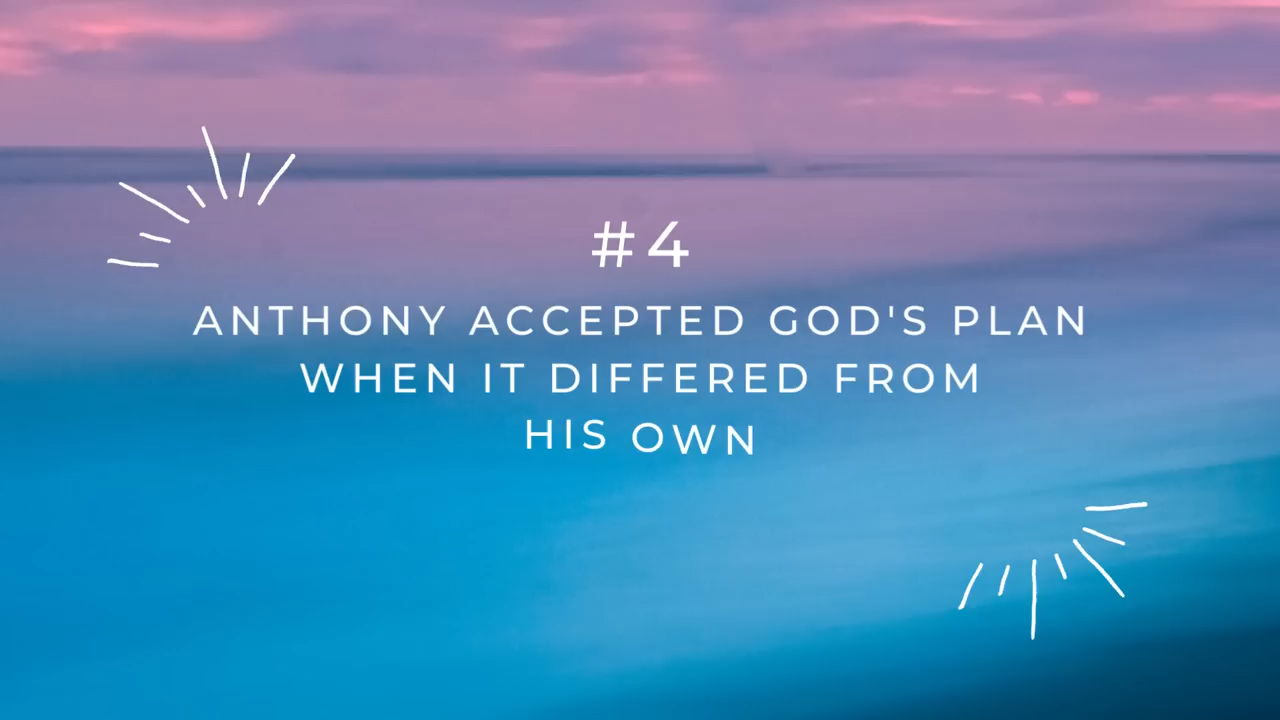 #4
ANTHONY ACCEPTED GOD'S PLAN
WHEN IT DIFFERED FROM
HIS OWN